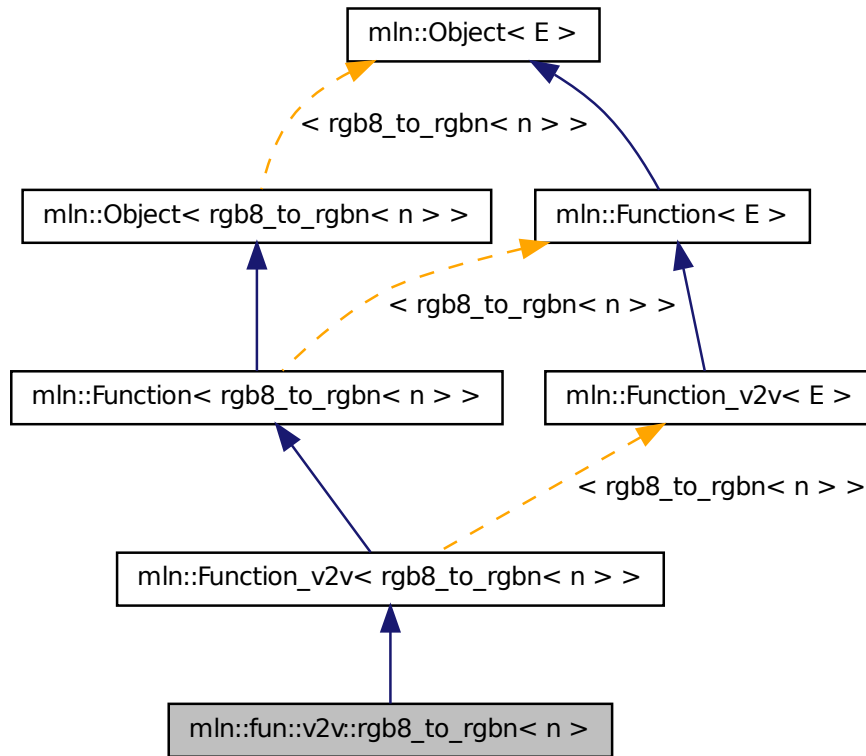 mln::Object< E >
< rgb8_to_rgbn< n > >
mln::Object< rgb8_to_rgbn< n > >
mln::Function< E >
< rgb8_to_rgbn< n > >
mln::Function< rgb8_to_rgbn< n > >
mln::Function_v2v< E >
< rgb8_to_rgbn< n > >
mln::Function_v2v< rgb8_to_rgbn< n > >
mln::fun::v2v::rgb8_to_rgbn< n >